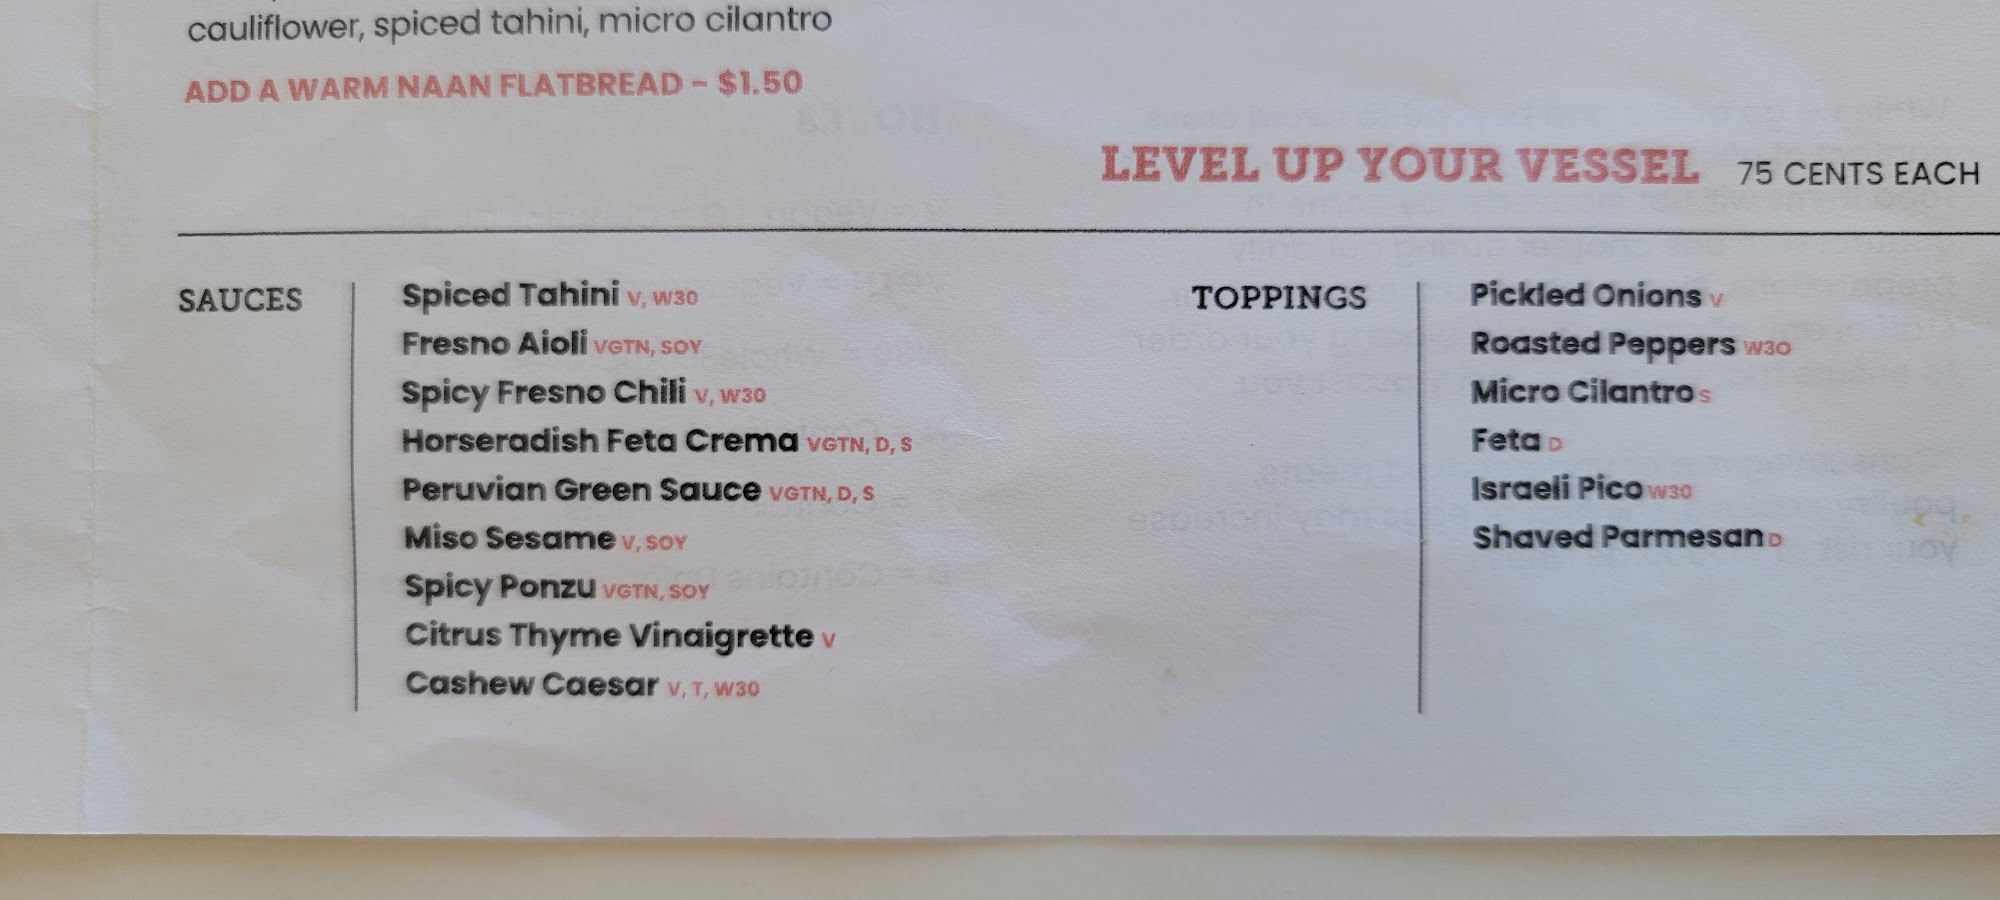 cauliflower, spiced tahini, micro cilantro
ADD A WARM NAAN FLATBREAD - $1.50
LEVEL UP YOUR VESSEL 75 CENTS EACH
SAUCES
Spiced Tahini V, W30
Fresno Aioli VGTN, SOY
Spicy Fresno Chili V, W30
Horseradish Feta Crema VGTN, D, S
Peruvian Green Sauce VGTN, D, S
Miso Sesame V, SOY
Spicy Ponzu VGTN, SOY
Citrus Thyme Vinaigrette V
Cashew Caesar V, T, W30
TOPPINGS
Pickled Onions V
Roasted Peppers W30
Micro Cilantro S
Feta D
Israeli Pico W30
Shaved Parmesan D